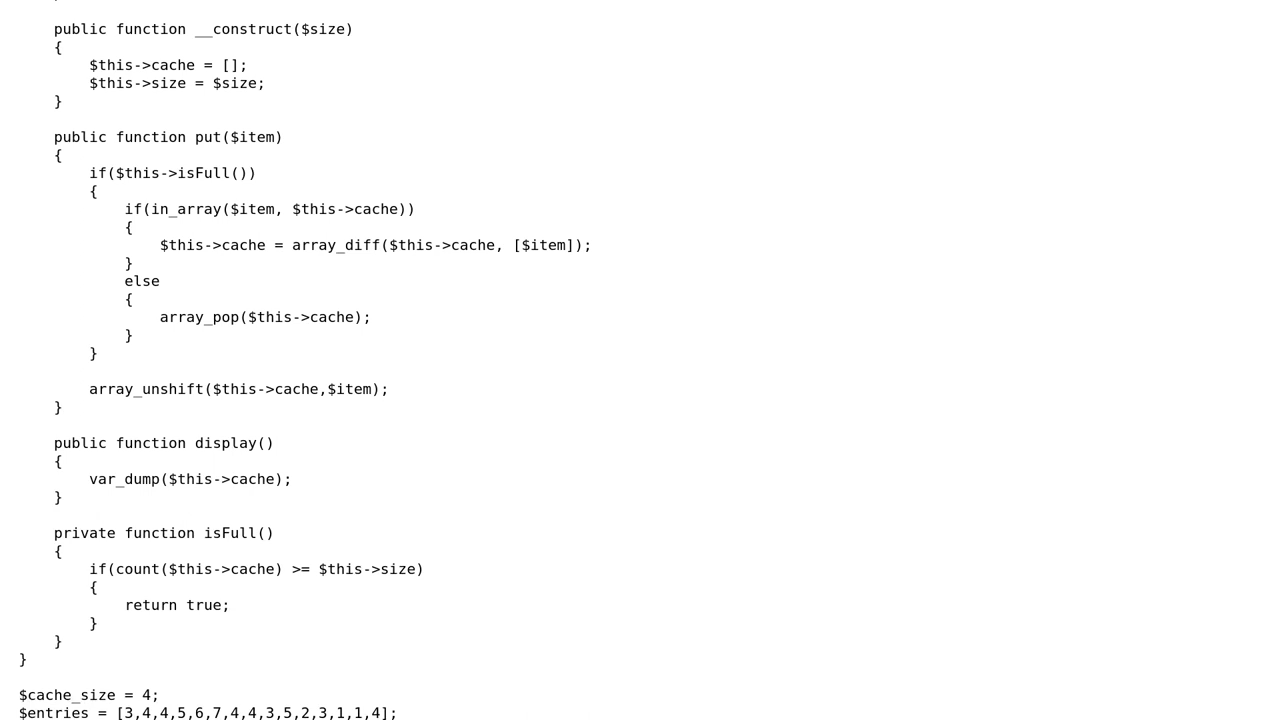 public function __construct($size)
    {
        $this->cache = [];
        $this->size = $size;
    }

    public function put($item)
    {
        if($this->isFull())
        {
            if(in_array($item, $this->cache))
            {
                $this->cache = array_diff($this->cache, [$item]);
            }
            else
            {
                array_pop($this->cache);
            }
        }

        array_unshift($this->cache,$item);
    }

    public function display()
    {
        var_dump($this->cache);
    }

    private function isFull()
    {
        if(count($this->cache) >= $this->size)
        {
            return true;
        }
    }
}

$cache_size = 4;
$entries = [3,4,4,5,6,7,4,4,3,5,2,3,1,1,4];